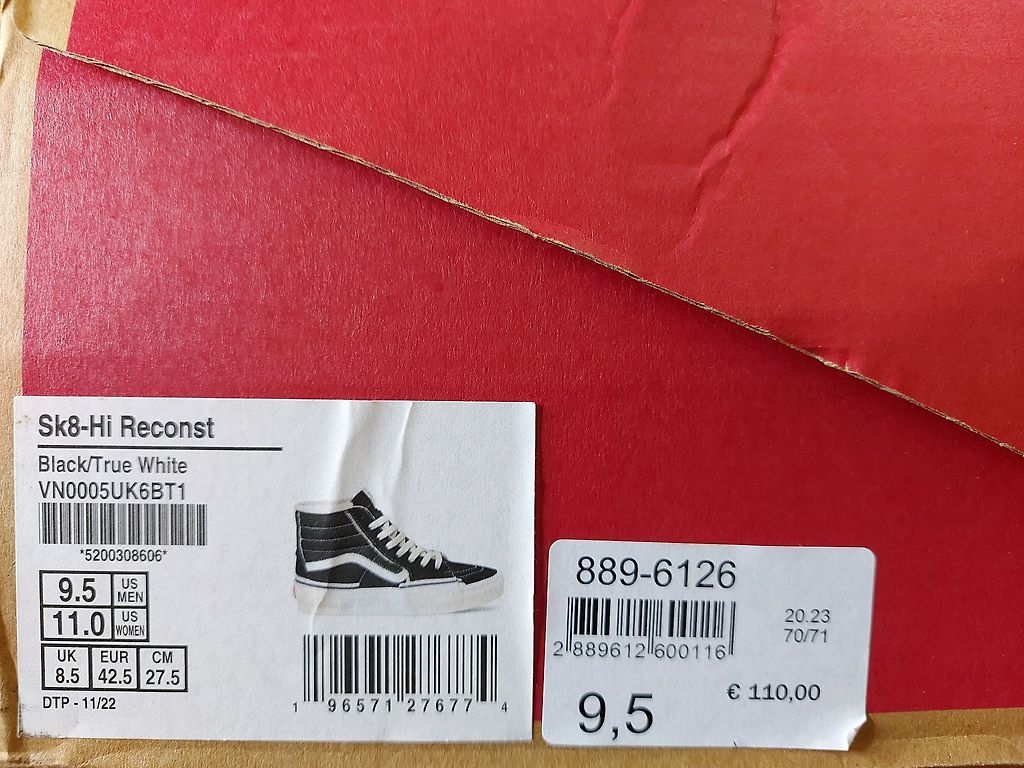 Sk8-Hi Reconst
Black/True White
VN0005UK6BT1
*5200308606*
9.5 US MEN
11.0 US WOMEN
UK EUR CM
8.5 42.5 27.5
DTP - 11/22
1 96571 27677 4
889-6126
20.23
70/71
2 889612 600116
€ 110,00
9,5